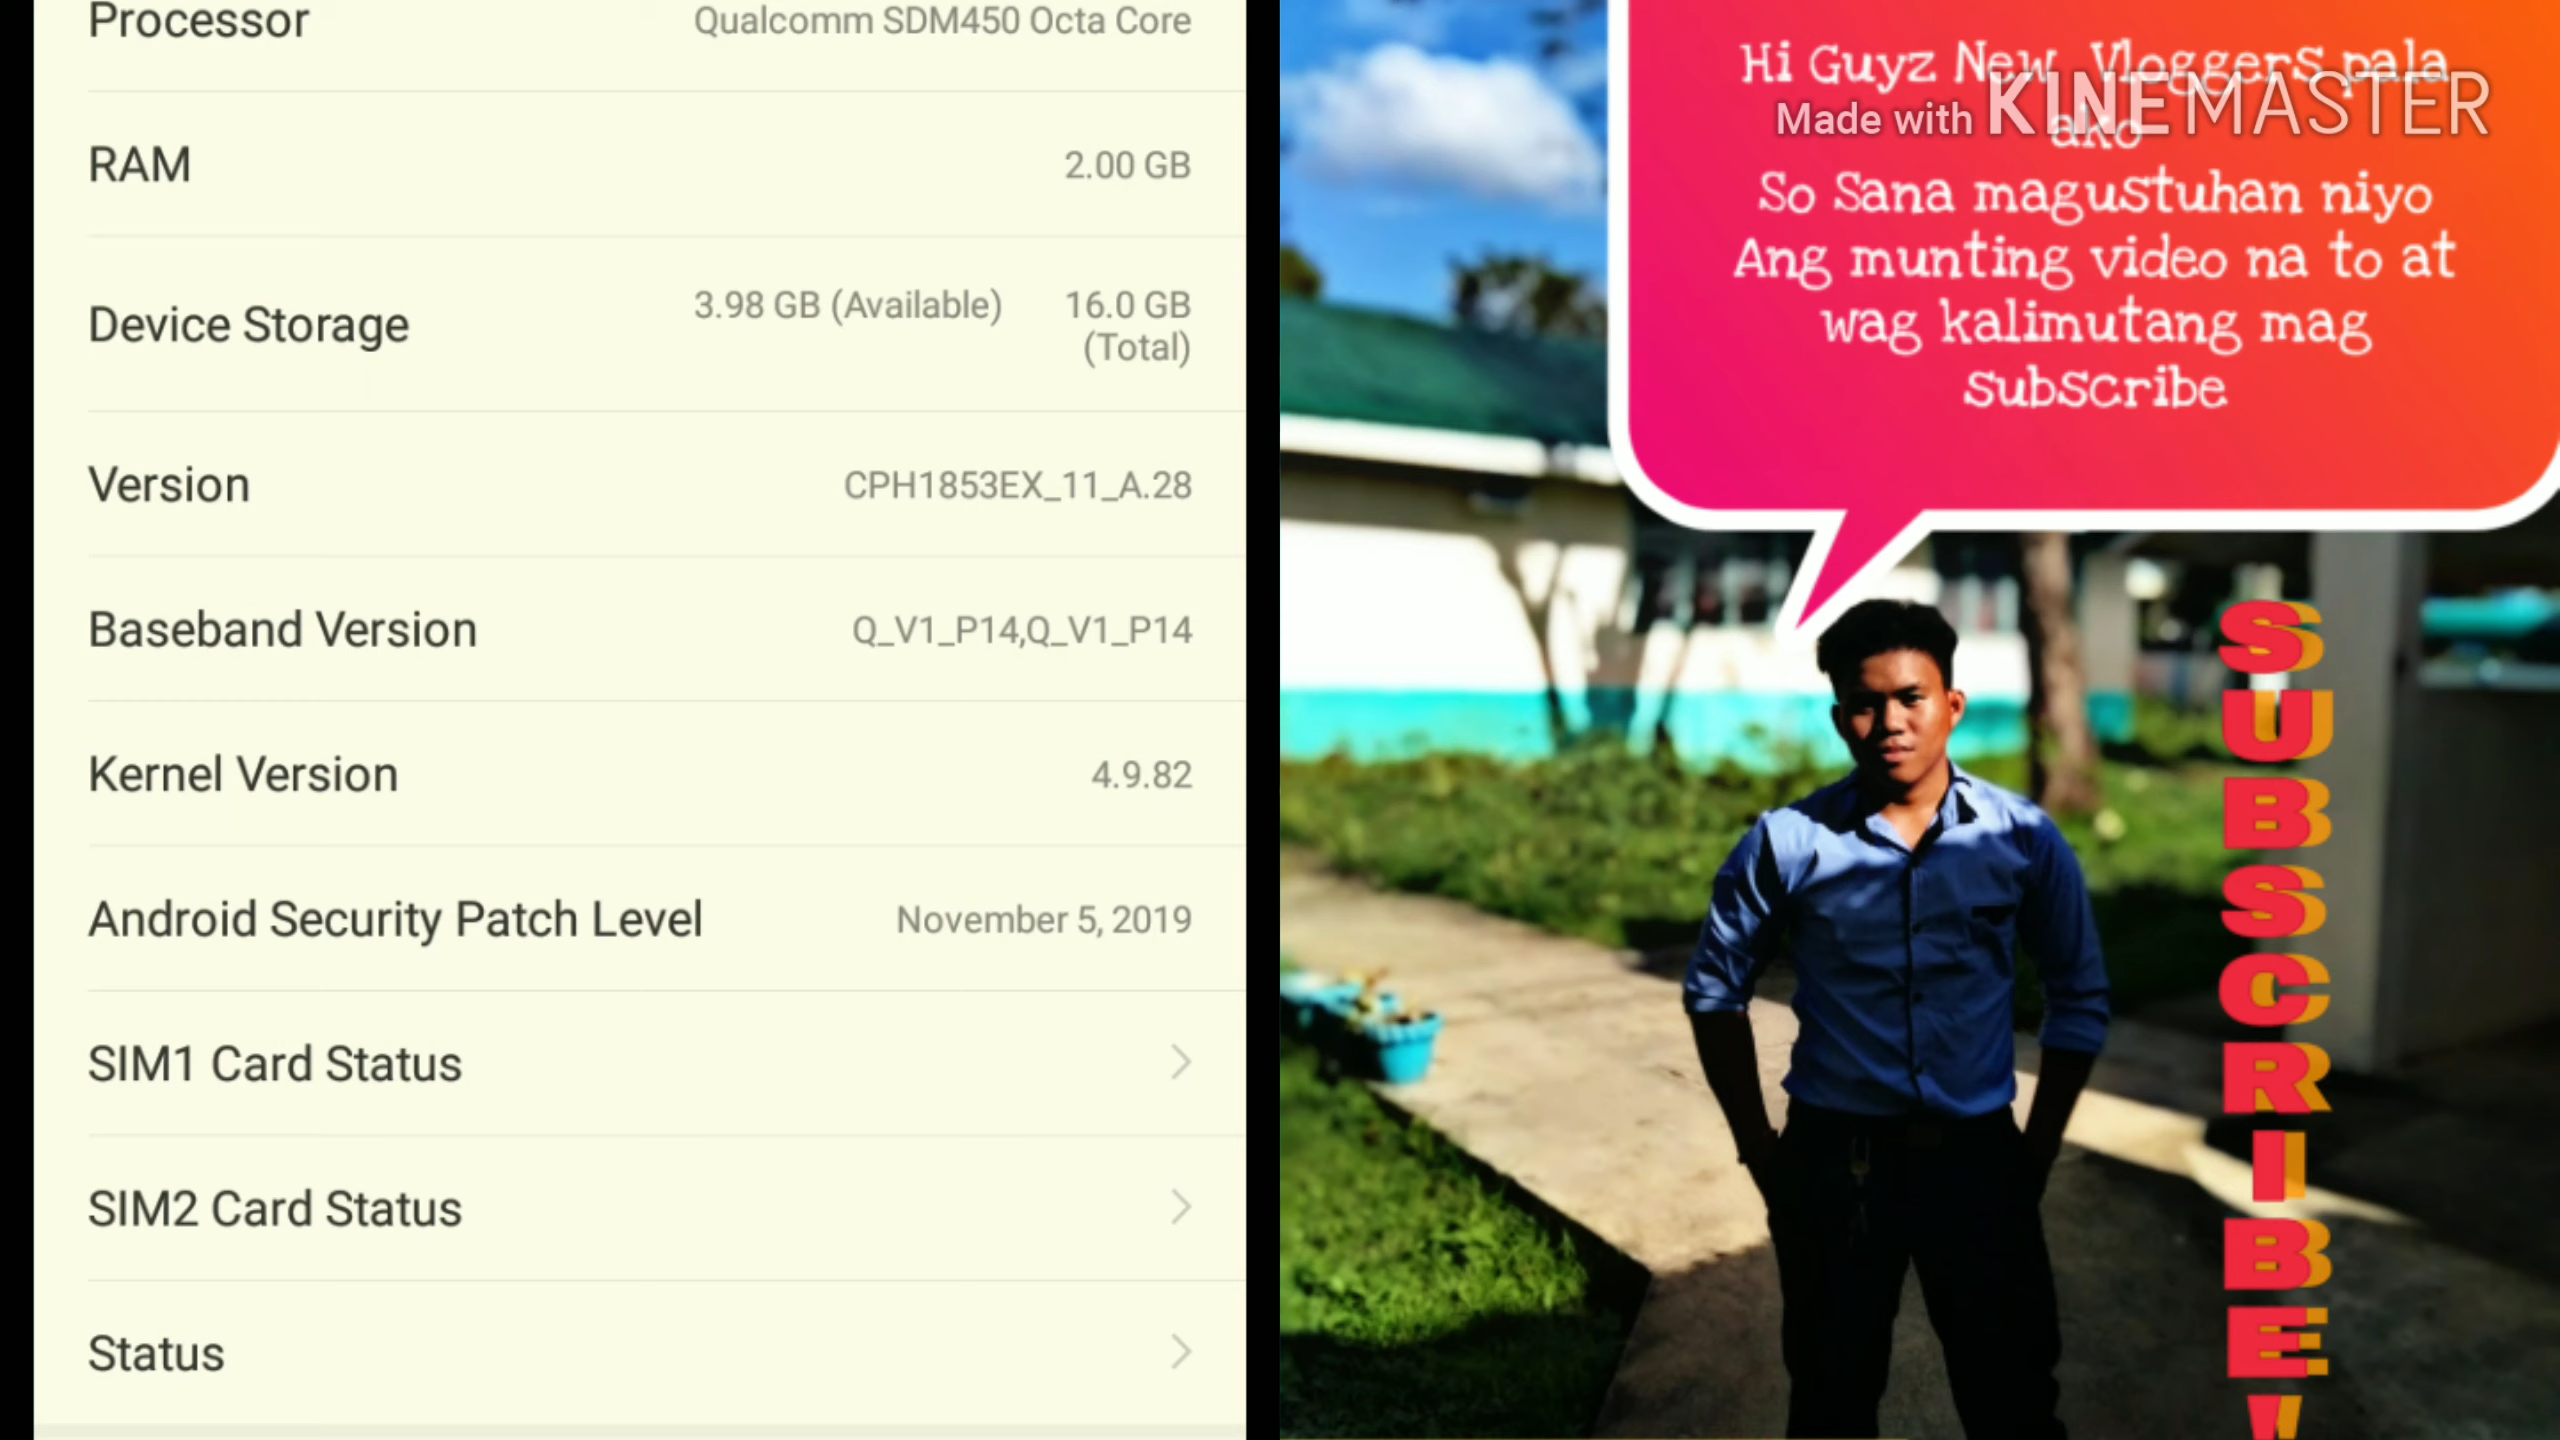 Processor
Qualcomm SDM450 Octa Core
RAM
2.00 GB
Device Storage
3.98 GB (Available)
16.0 GB
(Total)
Version
CPH1853EX_11_A.28
Baseband Version
Q_V1_P14,Q_V1_P14
Kernel Version
4.9.82
Android Security Patch Level
November 5, 2019
SIM1 Card Status
SIM2 Card Status
Status
Hi Guyz New Vloggers pala
ako
So Sana magustuhan niyo
Ang munting video na to at
wag kalimutang mag
subscribe
Made with KINEMASTER
SUBSCRIBE!